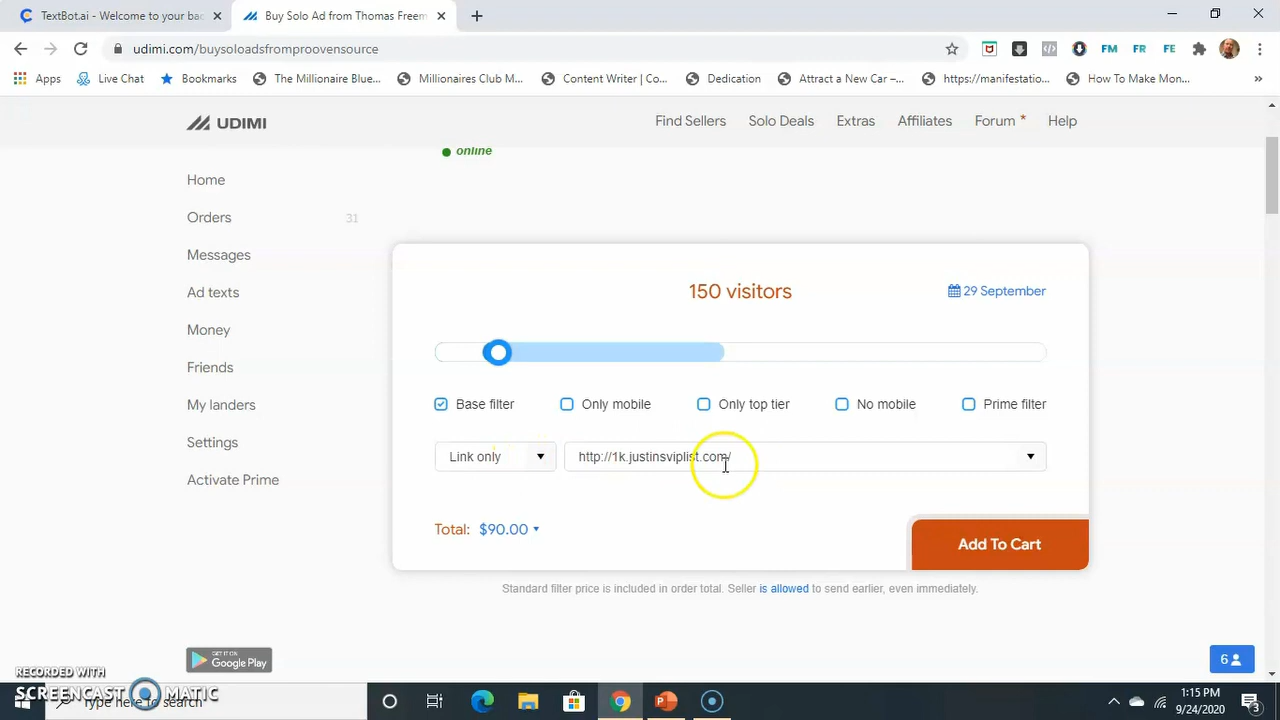 TextBot.ai - Welcome to your bac
Buy Solo Ad from Thomas Freem
udimi.com/buysoloadsfromproovensource
FM FR FE
Apps Live Chat Bookmarks The Millionaire Blue... Millionaires Club M... Content Writer | Co... Dedication Attract a New Car –... https://manifestatio... How To Make Mon... »
UDIMI
Find Sellers Solo Deals Extras Affiliates Forum * Help
online
Home
Orders 31
Messages
Ad texts
Money
Friends
My landers
Settings
Activate Prime
150 visitors
29 September
Base filter Only mobile Only top tier No mobile Prime filter
Link only http://1k.justinsviplist.com/
Total: $90.00
Add To Cart
Standard filter price is included in order total. Seller is allowed to send earlier, even immediately.
GET IT ON
Google Play
6
RECORDED WITH
SCREENCAST MATIC
Type here to search
1:15 PM
9/24/2020
3